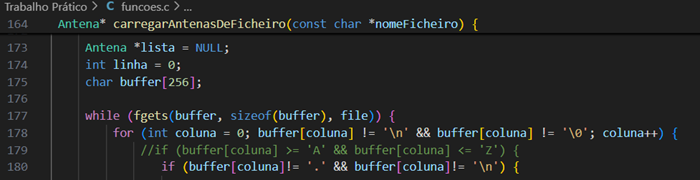 Trabalho Prático > C funcoes.c > ...
164 Antena* carregarAntenasDeFicheiro(const char *nomeFicheiro) {
173 Antena *lista = NULL;
174 int linha = 0;
175 char buffer[256];
176
177 while (fgets(buffer, sizeof(buffer), file)) {
178 for (int coluna = 0; buffer[coluna] != '\n' && buffer[coluna] != '\0'; coluna++) {
179 //if (buffer[coluna] >= 'A' && buffer[coluna] <= 'Z') {
180 if (buffer[coluna]!= '.' && buffer[coluna]!= '\n') {